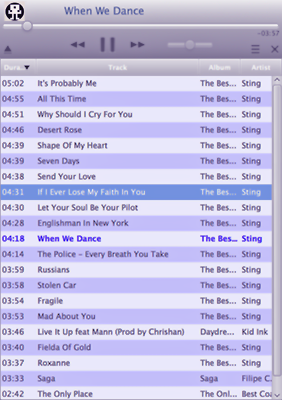 When We Dance
-03:57
Dura... Track Album Artist
05:02 It's Probably Me The Bes... Sting
04:55 All This Time The Bes... Sting
04:51 Why Should I Cry For You The Bes... Sting
04:46 Desert Rose The Bes... Sting
04:39 Shape Of My Heart The Bes... Sting
04:39 Seven Days The Bes... Sting
04:38 Send Your Love The Bes... Sting
04:31 If I Ever Lose My Faith In You The Bes... Sting
04:30 Let Your Soul Be Your Pilot The Bes... Sting
04:28 Englishman In New York The Bes... Sting
04:18 When We Dance The Bes... Sting
04:14 The Police - Every Breath You Take The Bes... Sting
03:59 Russians The Bes... Sting
03:58 Stolen Car The Bes... Sting
03:54 Fragile The Bes... Sting
03:53 Mad About You The Bes... Sting
03:46 Live It Up feat Mann (Prod by Chrishan) Daydre... Kid Ink
03:40 Fielda Of Gold The Bes... Sting
03:37 Roxanne The Bes... Sting
03:33 Saga Saga Filipe C
02:42 The Only Place The Onl... Best Coa